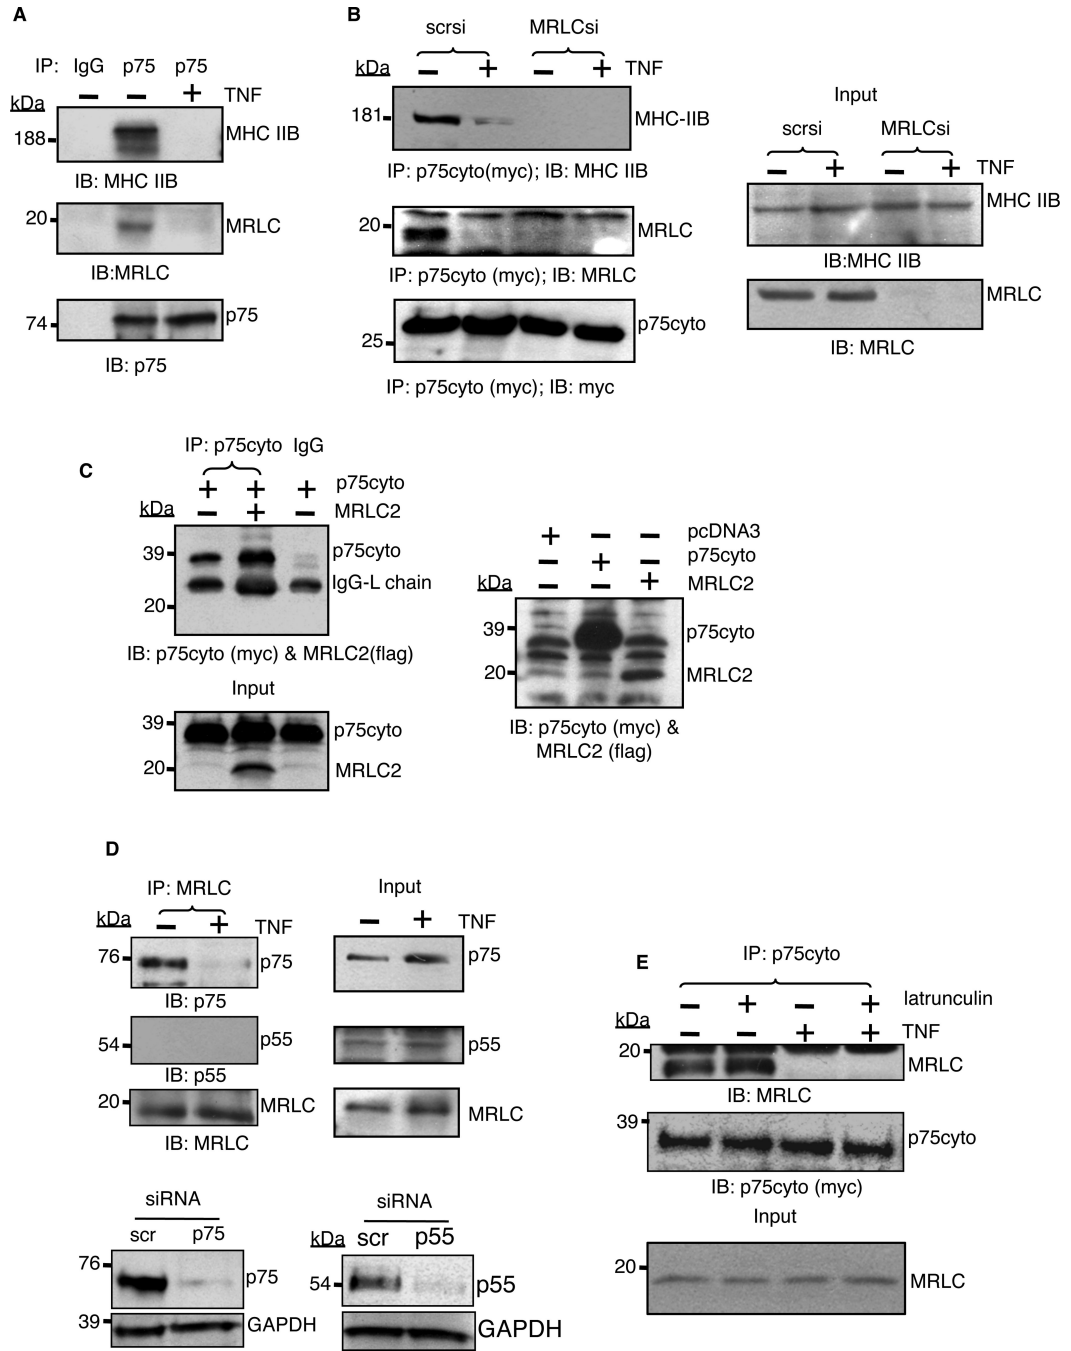 A
IP: IgG p75 p75
– – + TNF
kDa
188
MHC IIB
IB: MHC IIB
20
MRLC
IB:MRLC
74
p75
IB: p75
B
scrsi MRLCsi
kDa
– + – + TNF
181
MHC-IIB
IP: p75cyto(myc); IB: MHC IIB
20
MRLC
IP: p75cyto (myc); IB: MRLC
p75cyto
25
IP: p75cyto (myc); IB: myc
Input
scrsi MRLCsi
– + – + TNF
MHC IIB
IB:MHC IIB
MRLC
IB: MRLC
C
IP: p75cyto IgG
+ + + p75cyto
– + – MRLC2
kDa
39
p75cyto
IgG-L chain
20
IB: p75cyto (myc) & MRLC2(flag)
Input
39
p75cyto
20
MRLC2
+ – – pcDNA3
– + – p75cyto
– – + MRLC2
kDa
39
p75cyto
20
MRLC2
IB: p75cyto (myc) &
MRLC2 (flag)
D
IP: MRLC
kDa
– + TNF
76
p75
IB: p75
54
p55
IB: p55
20
MRLC
IB: MRLC
Input
– + TNF
p75
p55
MRLC
siRNA
scr p75
76
p75
39
GAPDH
siRNA
kDa scr p55
54
p55
GAPDH
E
IP: p75cyto
– + – + latrunculin
kDa
– – + + TNF
20
MRLC
IB: MRLC
39
p75cyto
IB: p75cyto (myc)
Input
20
MRLC